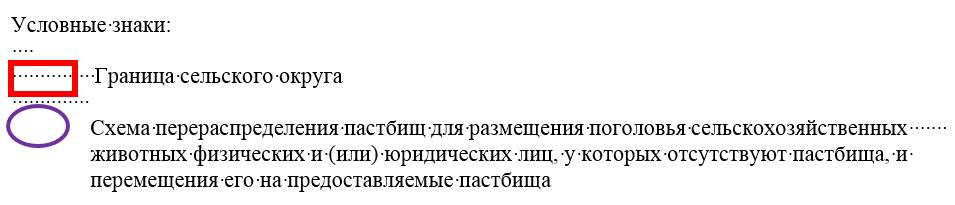 Условные знаки:
Граница сельского округа
Схема перераспределения пастбищ для размещения поголовья сельскохозяйственных
животных физических и (или) юридических лиц, у которых отсутствуют пастбища, и
перемещения его на предоставляемые пастбища